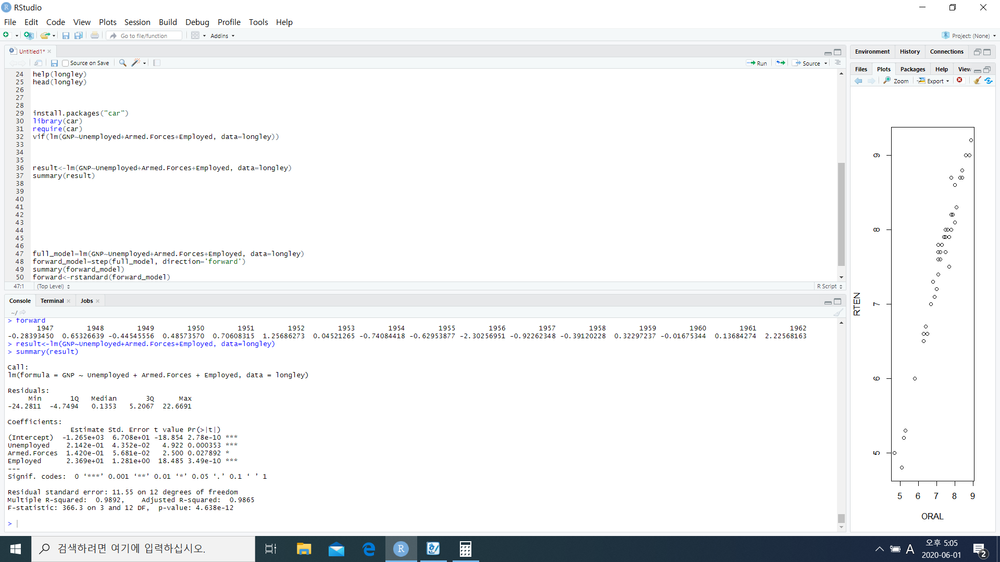 RStudio
File Edit Code View Plots Session Build Debug Profile Tools Help
Go to file/function Addins Project: (None)
Untitled1*
Source on Save Run Source
24 help(longley)
25 head(longley)
26
27
28
29 install.packages("car")
30 library(car)
31 require(car)
32 vif(lm(GNP~Unemployed+Armed.Forces+Employed, data=longley))
33
34
35
36 result<-lm(GNP~Unemployed+Armed.Forces+Employed, data=longley)
37 summary(result)
38
39
40
41
42
43
44
45
46
47 full_model=lm(GNP~Unemployed+Armed.Forces+Employed, data=longley)
48 forward_model=step(full_model, direction='forward')
49 summary(forward_model)
50 forward<-rstandard(forward_model)
47:1 (Top Level) R Script
Console Terminal Jobs
~/
> forward
1947 1948 1949 1950 1951 1952 1953 1954 1955 1956 1957 1958 1959 1960 1961 1962
-0.28393450 0.65326639 -0.44545556 0.48573570 0.70608315 1.25686273 0.04521265 -0.74084418 -0.62953877 -2.30256951 -0.92262348 -0.39120228 0.32297237 -0.01675344 0.13684274 2.22568163
> result<-lm(GNP~Unemployed+Armed.Forces+Employed, data=longley)
> summary(result)
Call:
lm(formula = GNP ~ Unemployed + Armed.Forces + Employed, data = longley)
Residuals:
Min 1Q Median 3Q Max
-24.2811 -4.7494 0.1353 5.2067 22.6691
Coefficients:
Estimate Std. Error t value Pr(>|t|)
(Intercept) -1.265e+03 6.708e+01 -18.854 2.78e-10 ***
Unemployed 2.142e-01 4.352e-02 4.922 0.000353 ***
Armed.Forces 1.420e-01 5.681e-02 2.500 0.027892 *
Employed 2.369e+01 1.281e+00 18.485 3.49e-10 ***
---
Signif. codes: 0 ‘***’ 0.001 ‘**’ 0.01 ‘*’ 0.05 ‘.’ 0.1 ‘ ’ 1
Residual standard error: 11.55 on 12 degrees of freedom
Multiple R-squared: 0.9892, Adjusted R-squared: 0.9865
F-statistic: 366.3 on 3 and 12 DF, p-value: 4.638e-12
>
Environment History Connections
Files Plots Packages Help View
Zoom Export
RTEN
9
8
7
6
5
5 6 7 8 9
ORAL
검색하려면 여기에 입력하십시오.
A
오후 5:05
2020-06-01
2